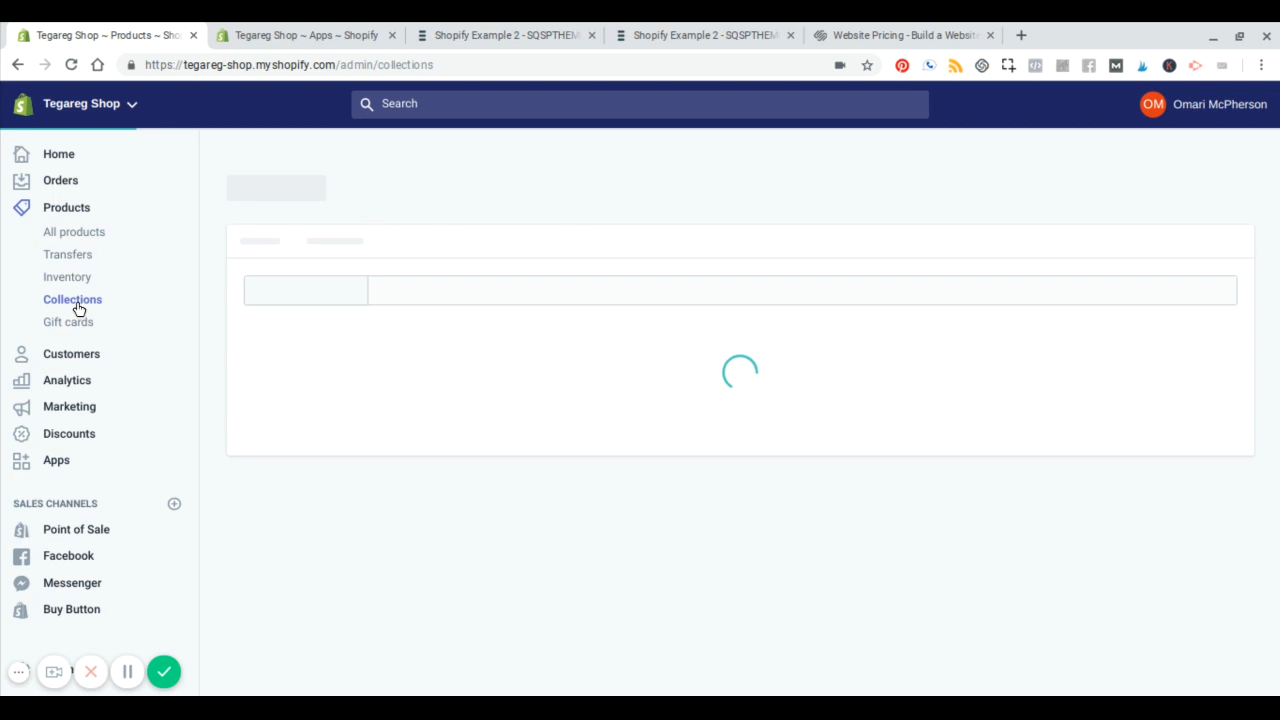 Tegareg Shop ~ Products ~ Sho
Tegareg Shop ~ Apps ~ Shopify
Shopify Example 2 - SQSPTHEM
Shopify Example 2 - SQSPTHEM
Website Pricing - Build a Websit
https://tegareg-shop.myshopify.com/admin/collections
Tegareg Shop
Search
OM
Omari McPherson
Home
Orders
Products
All products
Transfers
Inventory
Collections
Gift cards
Customers
Analytics
Marketing
Discounts
Apps
SALES CHANNELS
Point of Sale
Facebook
Messenger
Buy Button